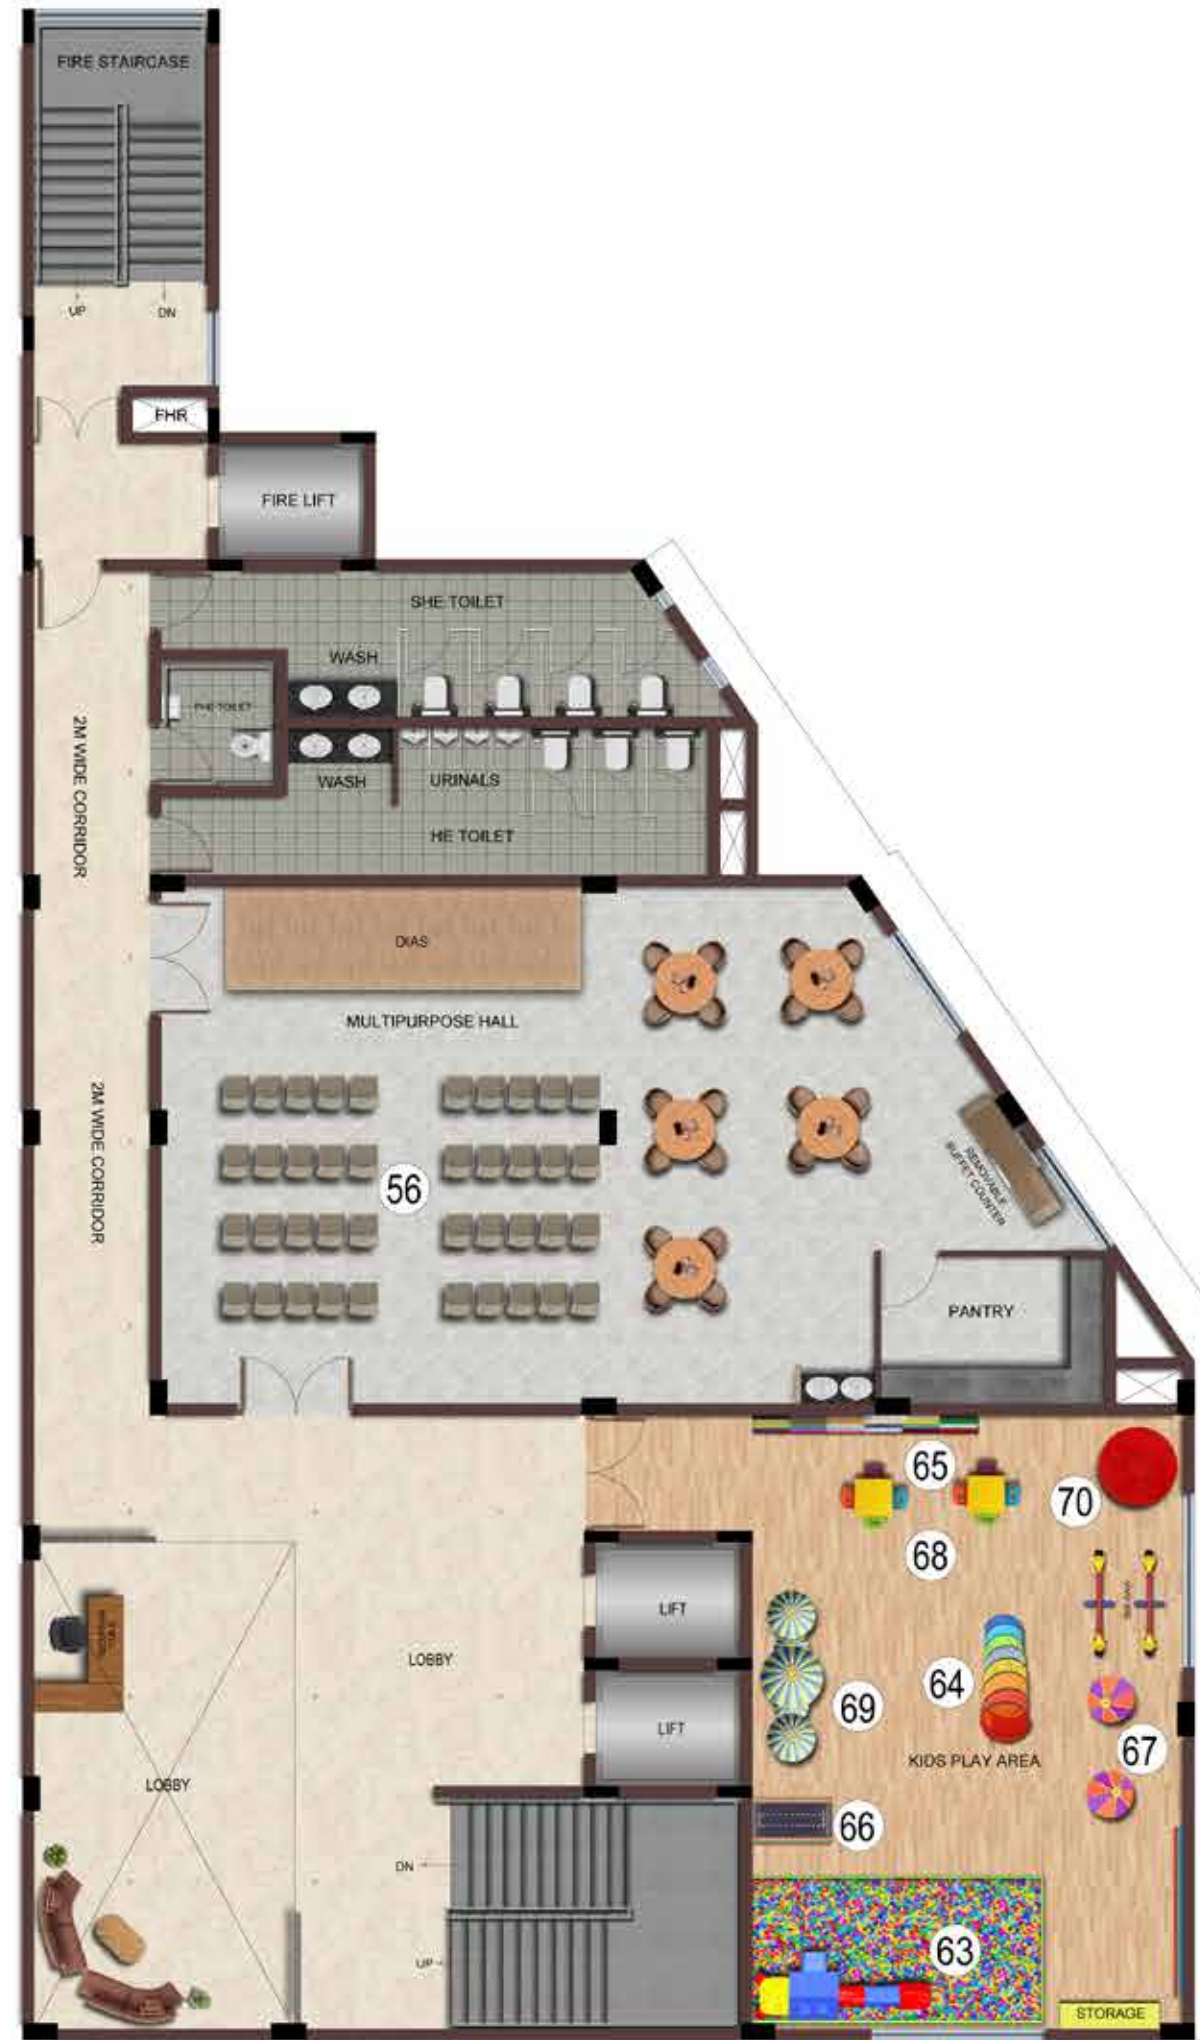 FIRE STAIRCASE
UP
DN
FHR
FIRE LIFT
SHE TOILET
WASH
PHE TOILET
WASH
URINALS
HE TOILET
2M WIDE CORRIDOR
DIAS
MULTIPURPOSE HALL
2M WIDE CORRIDOR
56
REMOVABLE
BUFFET COUNTER
PANTRY
65
70
68
LIFT
LOBBY
64
69
LIFT
67
KIDS PLAY AREA
LOBBY
66
DN
63
UP
STORAGE